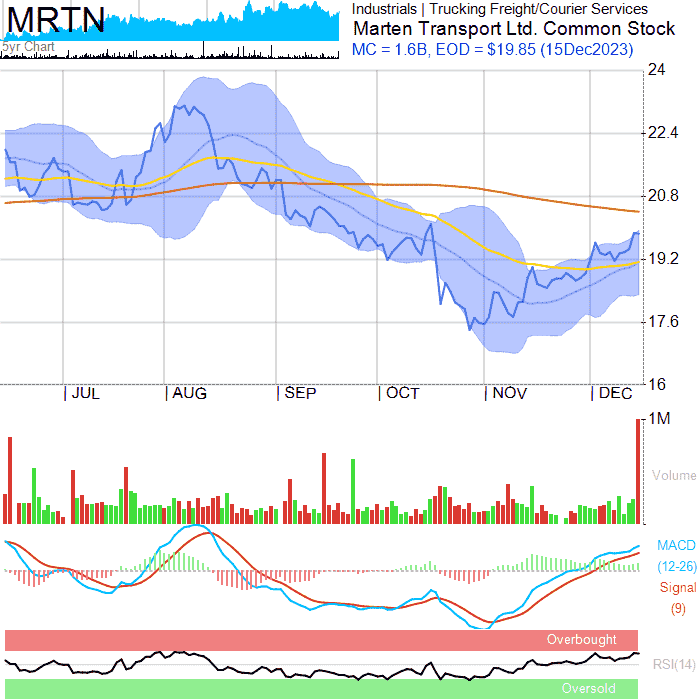 MRTN
5yr Chart
Industrials | Trucking Freight/Courier Services
Marten Transport Ltd. Common Stock
MC = 1.6B, EOD = $19.85 (15Dec2023)
24
22.4
20.8
19.2
17.6
16
JUL
AUG
SEP
OCT
NOV
DEC
1M
Volume
MACD
(12-26)
Signal
(9)
Overbought
RSI(14)
Oversold